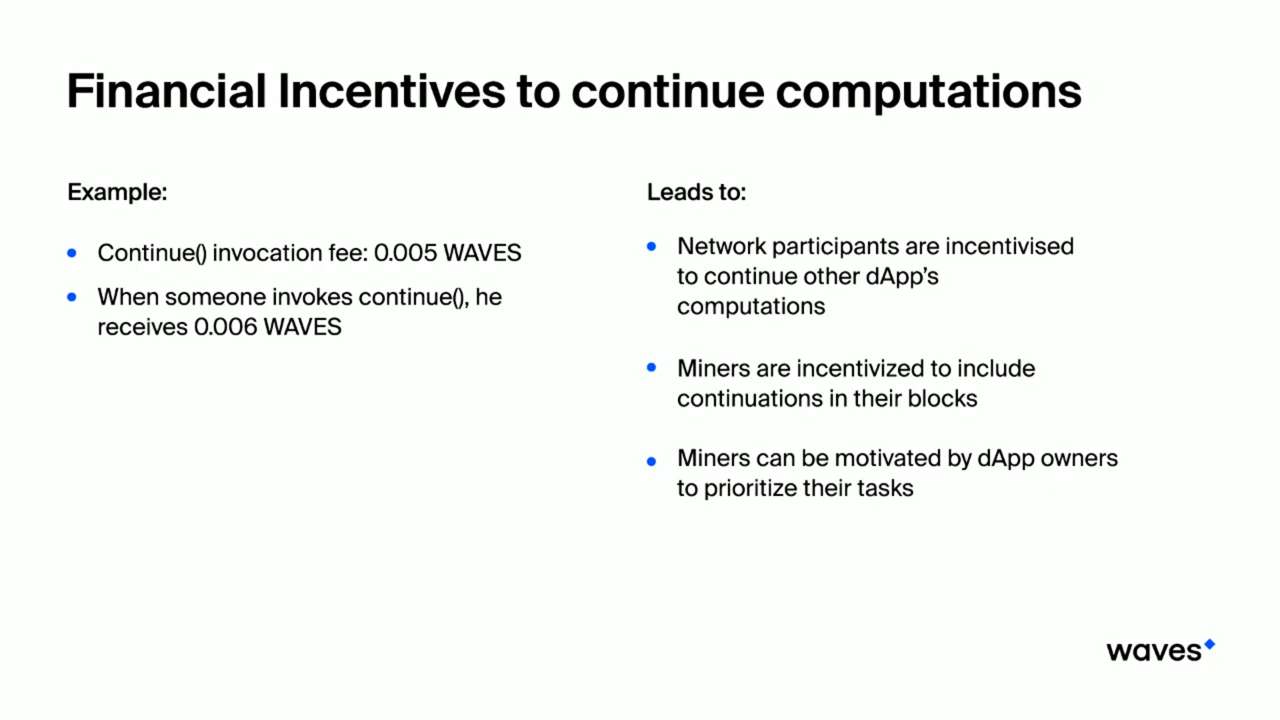 Financial Incentives to continue computations
Example:
Continue() invocation fee: 0.005 WAVES
When someone invokes continue(), he
receives 0.006 WAVES
Leads to:
Network participants are incentivised
to continue other dApp’s
computations
Miners are incentivized to include
continuations in their blocks
Miners can be motivated by dApp owners
to prioritize their tasks
waves